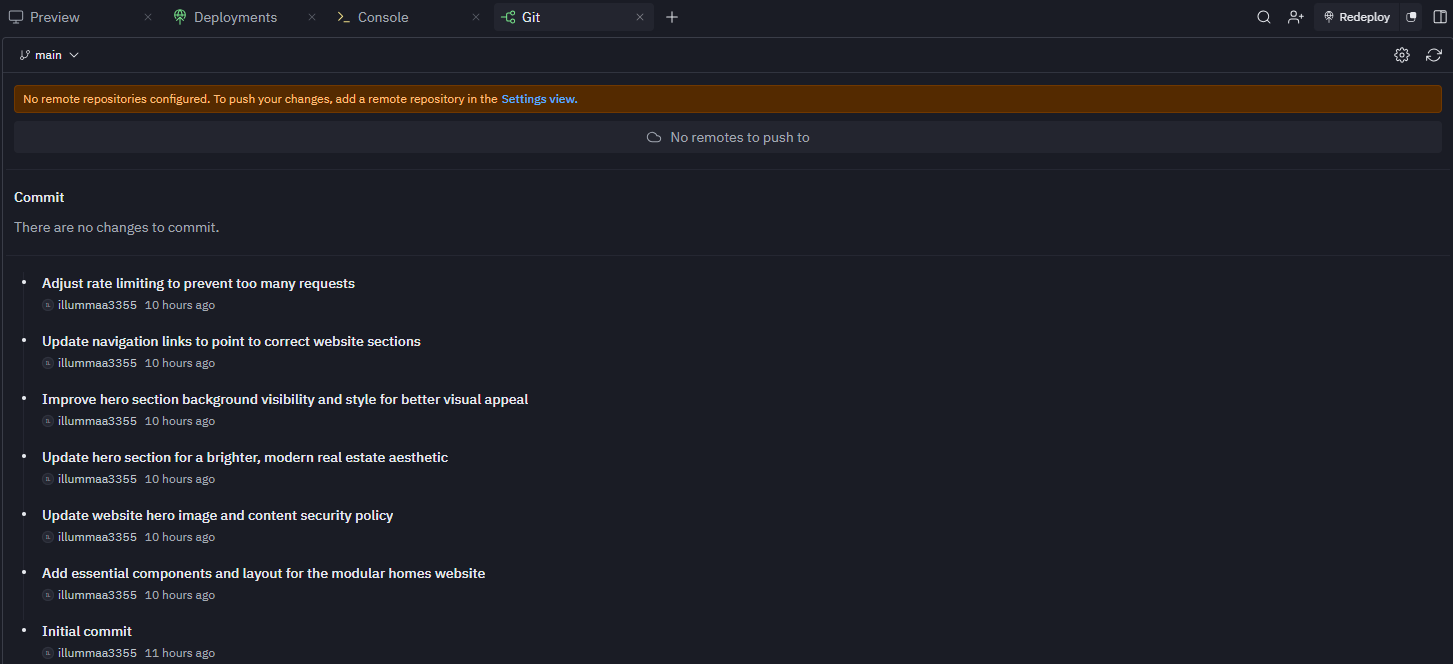 Preview
Deployments
Console
Git
Redeploy
main
No remote repositories configured. To push your changes, add a remote repository in the Settings view.
No remotes to push to
Commit
There are no changes to commit.
Adjust rate limiting to prevent too many requests
illummaa3355 10 hours ago
Update navigation links to point to correct website sections
illummaa3355 10 hours ago
Improve hero section background visibility and style for better visual appeal
illummaa3355 10 hours ago
Update hero section for a brighter, modern real estate aesthetic
illummaa3355 10 hours ago
Update website hero image and content security policy
illummaa3355 10 hours ago
Add essential components and layout for the modular homes website
illummaa3355 10 hours ago
Initial commit
illummaa3355 11 hours ago